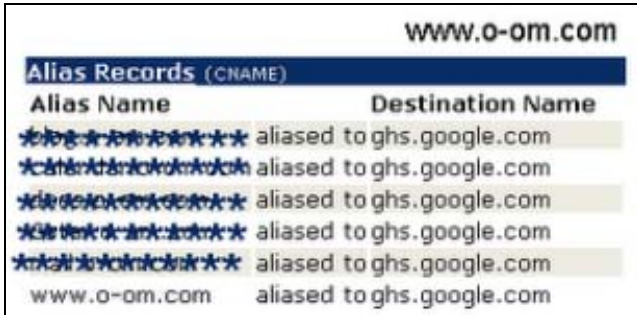 www.o-om.com
Alias Records (CNAME)
Alias Name Destination Name
aliased to ghs.google.com
aliased to ghs.google.com
aliased to ghs.google.com
aliased to ghs.google.com
aliased to ghs.google.com
www.o-om.com aliased to ghs.google.com